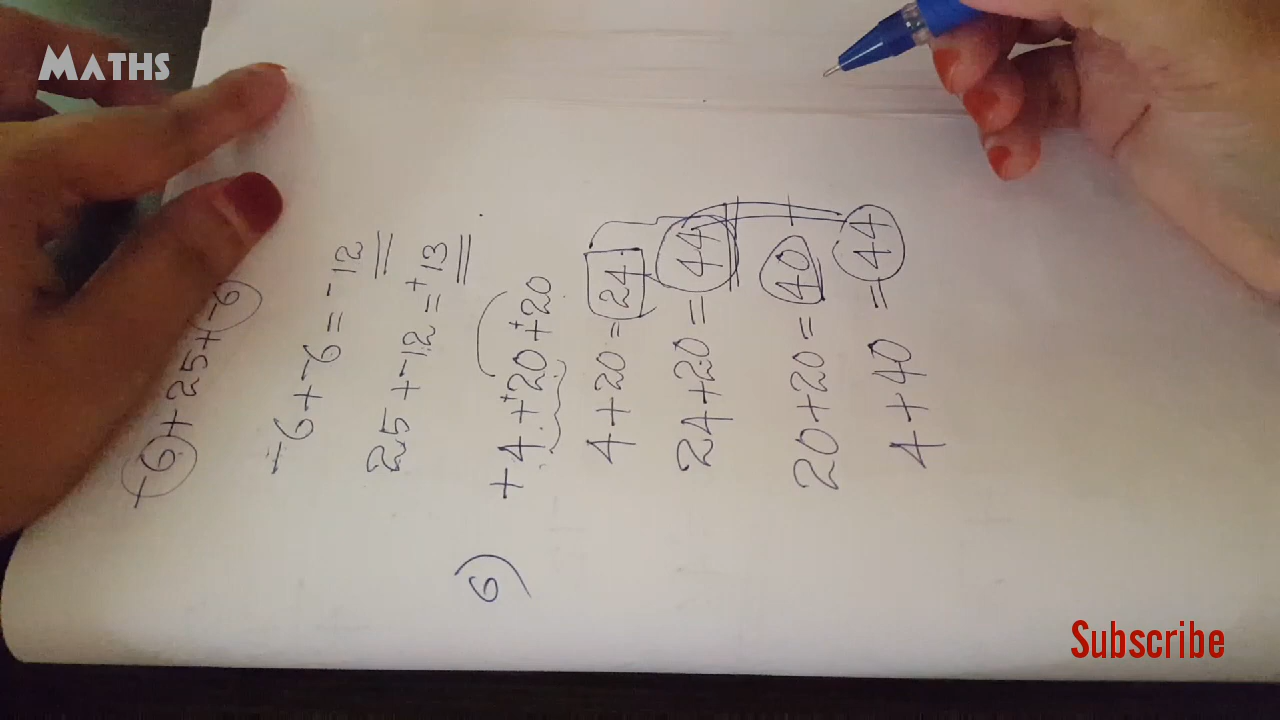 MATHS
-6 + 25 + -6
-6 + -6 = -12
25 + -12 = +13
6) +4 + +20 + +20
4 + 20 = 24
24 + 20 = 44
20 + 20 = 40
4 + 40 = 44
Subscribe